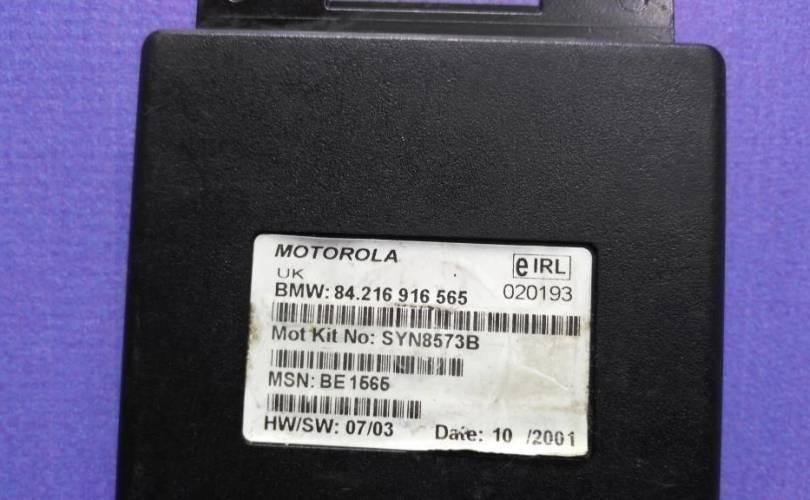 MOTOROLA
e IRL
UK
020193
BMW: 84.216 916 565
Mot Kit No: SYN8573B
MSN: BE1565
HW/SW: 07/03 Date: 10 /2001